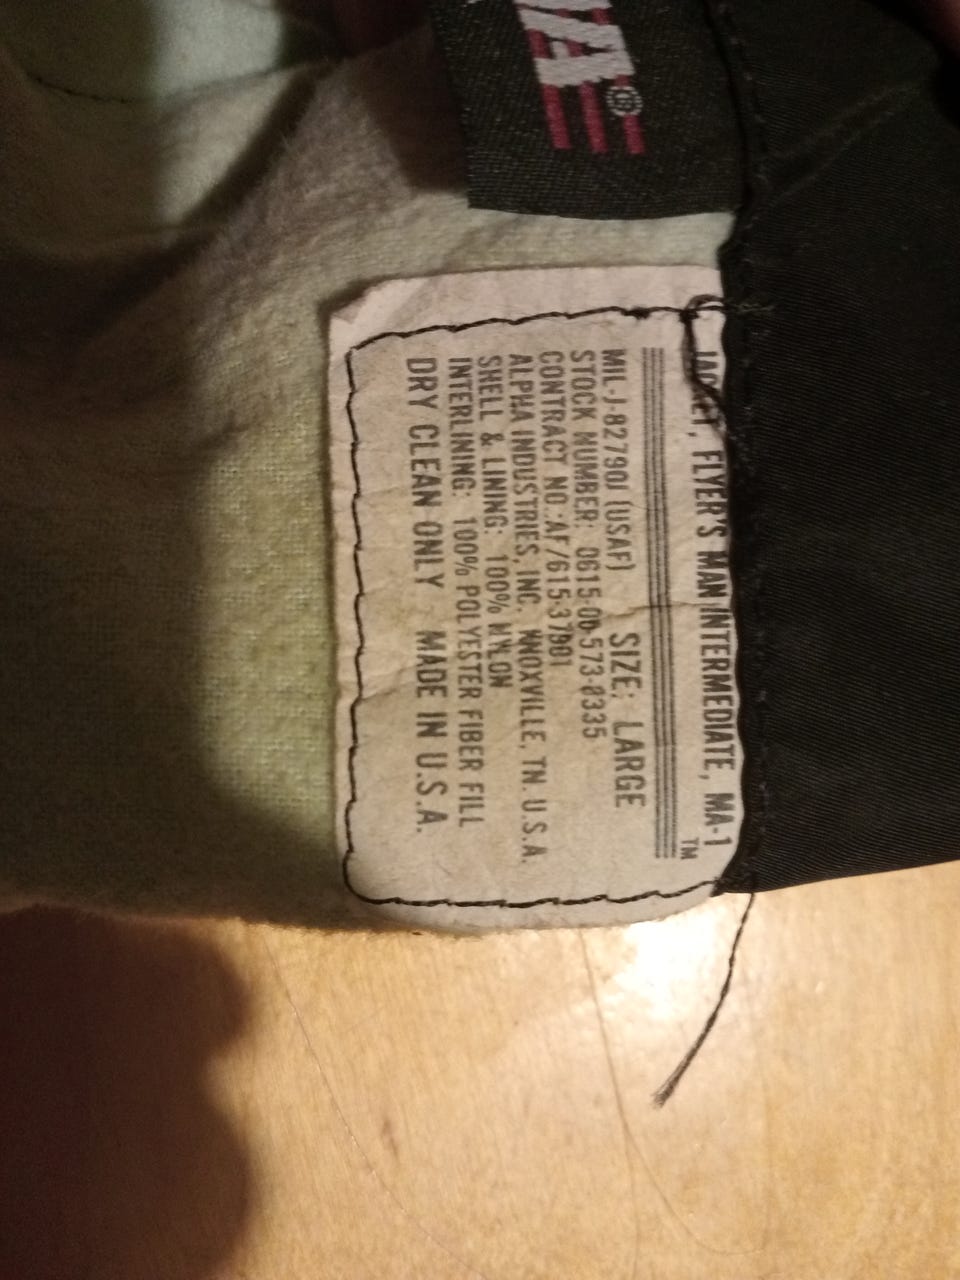 JACKET, FLYER'S MAN INTERMEDIATE, MA-1
TM
SIZE: LARGE
MIL-J-82790J (USAF)
STOCK NUMBER: 0615-00-573-8335
CONTRACT NO.:AF/615-37901
ALPHA INDUSTRIES, INC. KNOXVILLE, TN. U.S.A.
SHELL & LINING: 100% NYLON
INTERLINING: 100% POLYESTER FIBER FILL
DRY CLEAN ONLY MADE IN U.S.A.